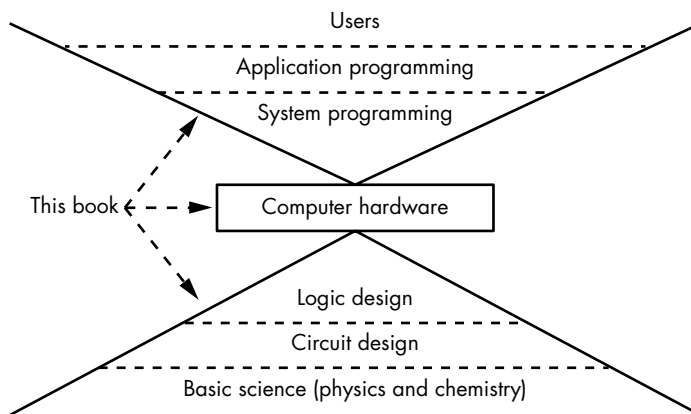 Users
Application programming
System programming
This book
Computer hardware
Logic design
Circuit design
Basic science (physics and chemistry)